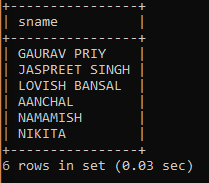 +----------------+
| sname          |
+----------------+
| GAURAV PRIY    |
| JASPREET SINGH |
| LOVISH BANSAL  |
| AANCHAL        |
| NAMAMISH       |
| NIKITA         |
+----------------+
6 rows in set (0.03 sec)